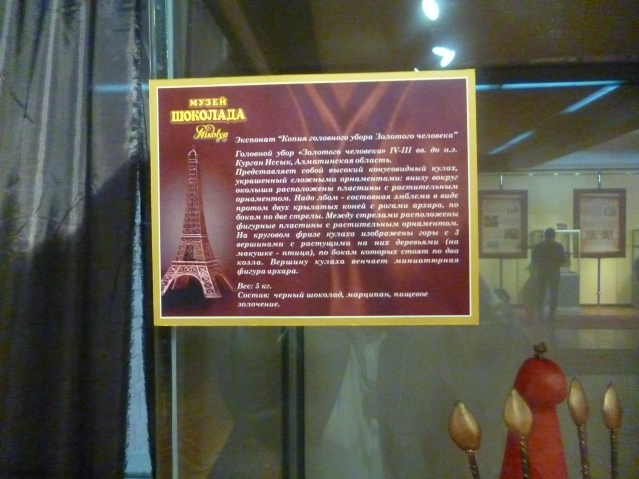 МУЗЕЙ
ШОКОЛАДА
Экспонат "Копия головного убора Золотого человека"
Головной убор «Золотого человека» IV-III вв. до н.э.
Курган Иссык, Алматинская область.
Представляет собой высокий конусовидный кулах,
украшенный сложными орнаментами: внизу вокруг
околыша расположены пластины с растительным
орнаментом. Надо лбом - составная эмблема в виде
протом двух крылатых коней с рогами архара, по
бокам по две стрелы. Между стрелами расположены
фигурные пластины с растительным орнаментом.
На круговом фризе кулаха изображены горы с 3
вершинами с растущими на них деревьями (на
макушке - птица), по бокам которых стоят по два
козла. Вершину кулаха венчает миниатюрная
фигура архара.
Вес: 5 кг.
Состав: черный шоколад, марципан, пищевое
золочение.